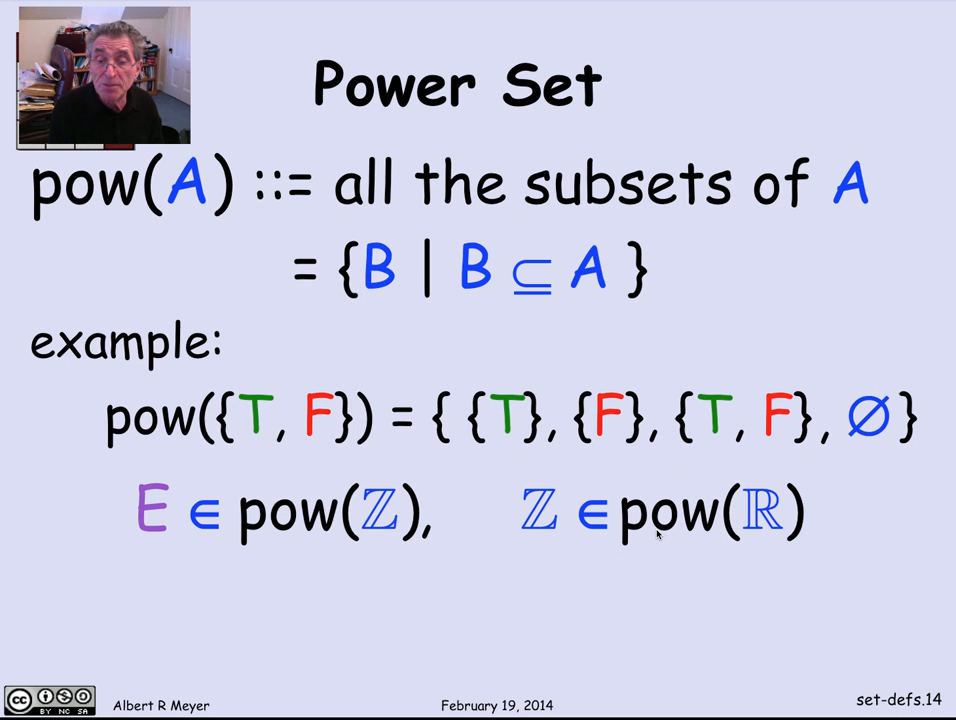 Power Set
pow(A) ::= all the subsets of A
= {B | B ⊆ A }
example:
pow({T, F}) = { {T}, {F}, {T, F}, ∅ }
E ∈ pow(ℤ), ℤ ∈ pow(ℝ)
cc BY NC SA
Albert R Meyer
February 19, 2014
set-defs.14